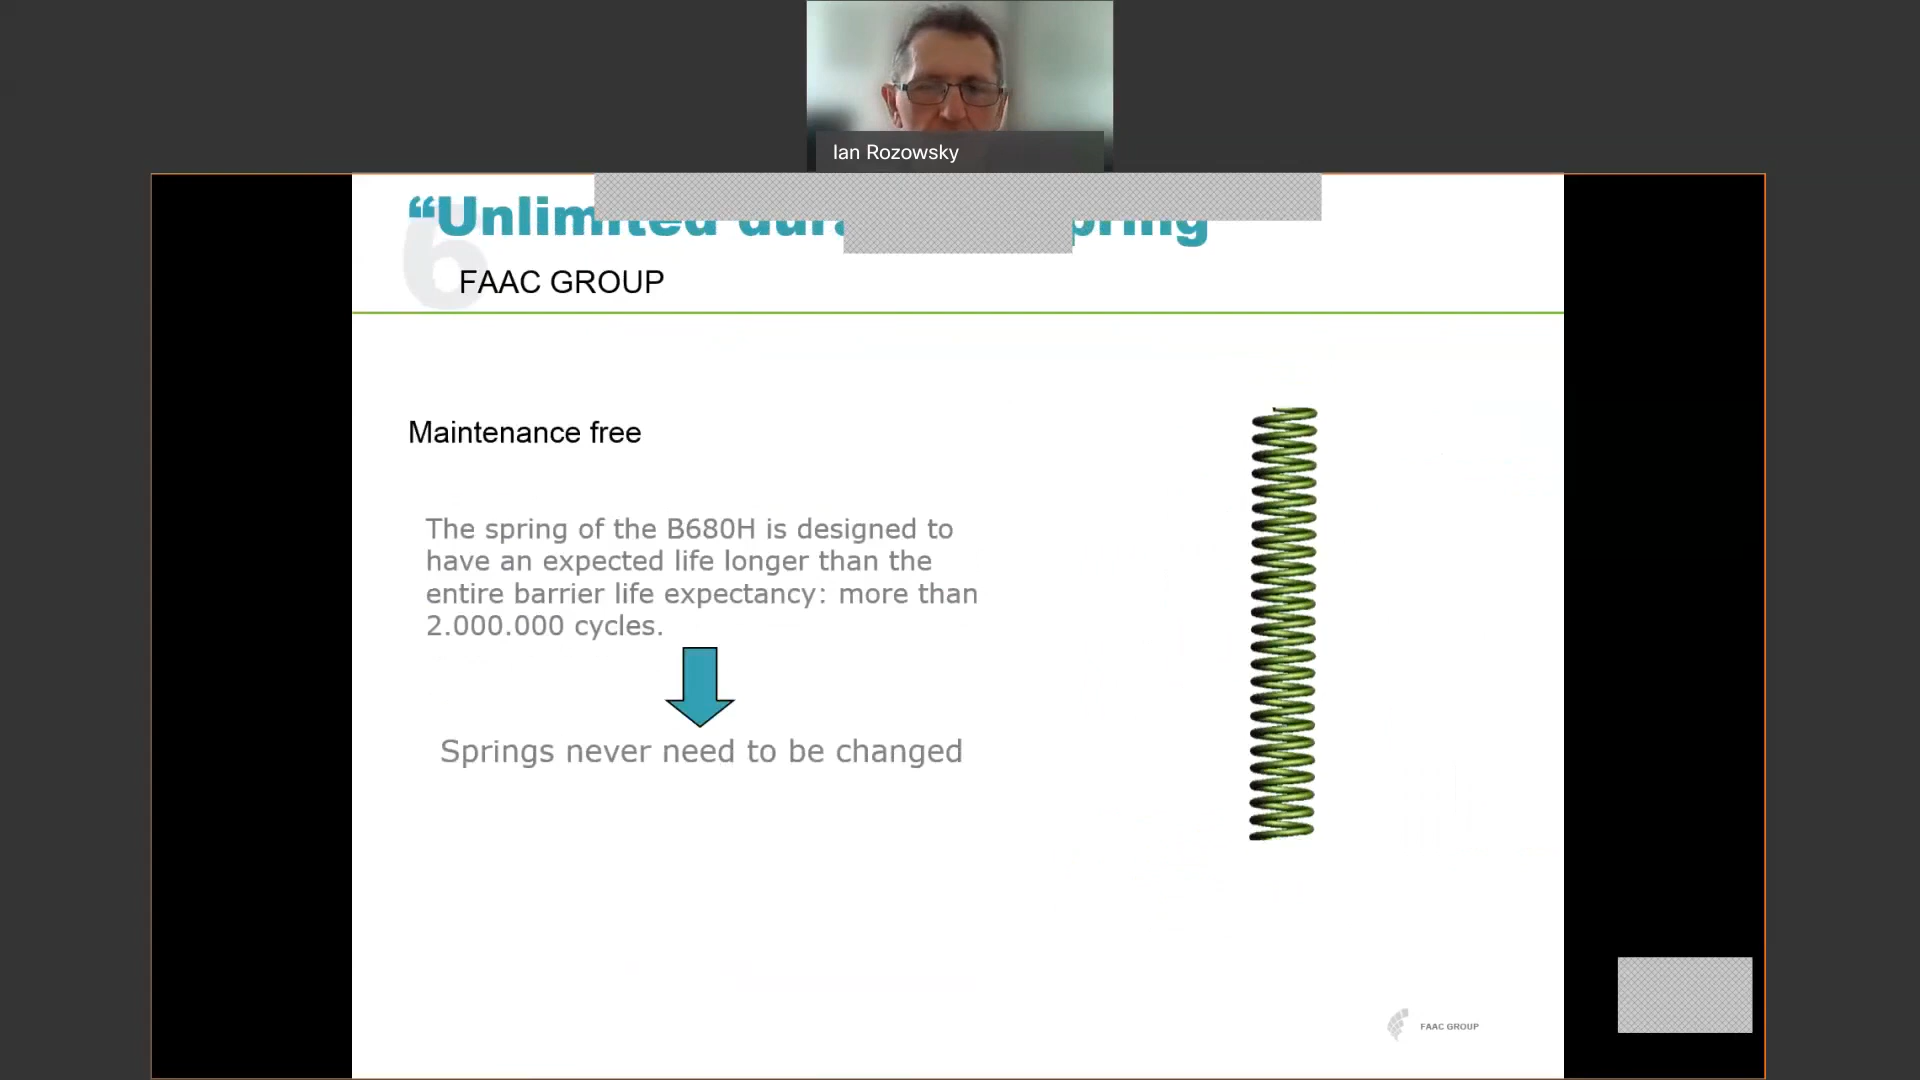 Ian Rozowsky
“Unlimited
6
FAAC GROUP
Maintenance free
The spring of the B680H is designed to
have an expected life longer than the
entire barrier life expectancy: more than
2.000.000 cycles.
Springs never need to be changed
FAAC GROUP